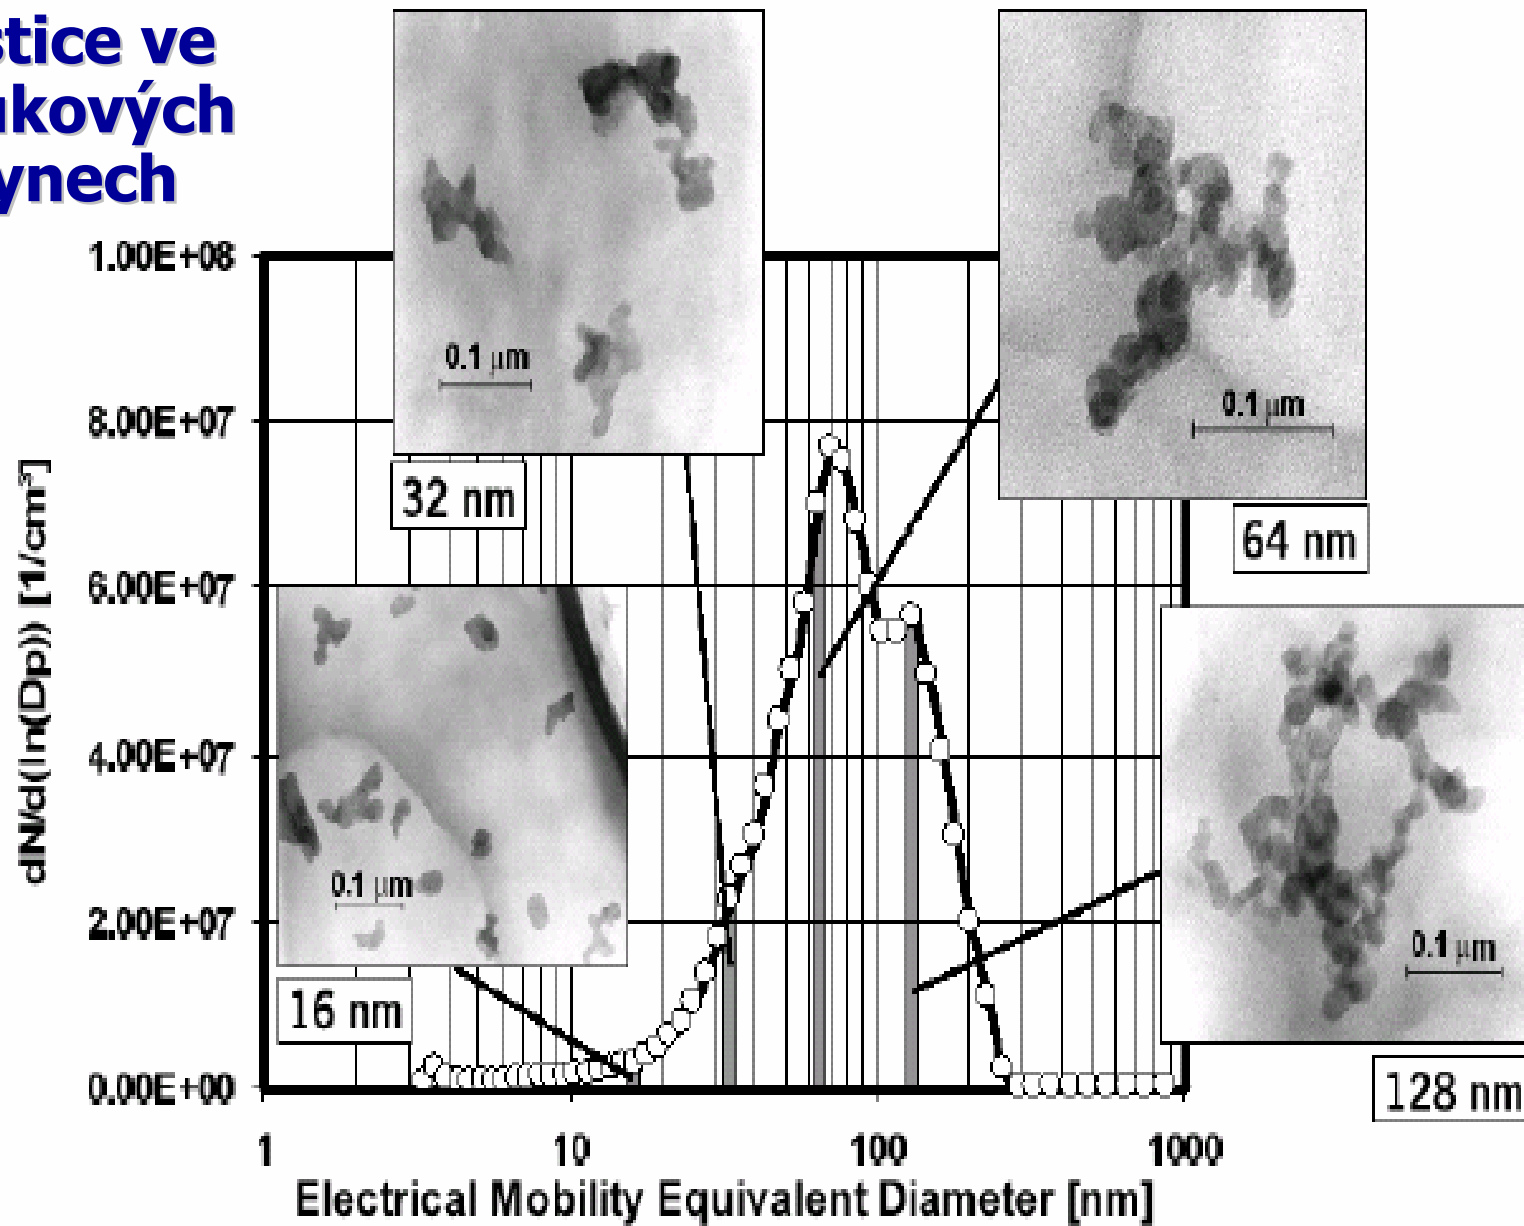 stice ve
ukových
ynech
0.1 µm
32 nm
0.1 µm
64 nm
0.1 µm
16 nm
0.1 µm
128 nm
dN/d(ln(Dp)) [1/cm³]
1.00E+08
8.00E+07
6.00E+07
4.00E+07
2.00E+07
0.00E+00
1 10 100 1000
Electrical Mobility Equivalent Diameter [nm]